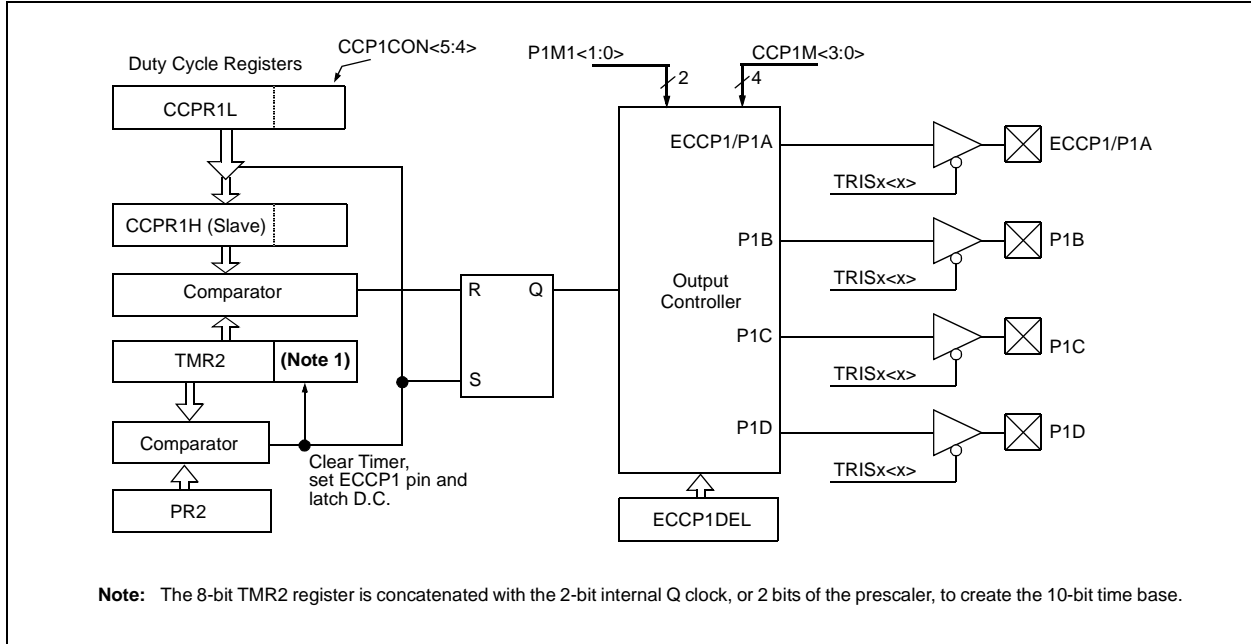 CCP1CON<5:4>
Duty Cycle Registers
CCPR1L
CCPR1H (Slave)
Comparator
TMR2
(Note 1)
Comparator
PR2
Clear Timer,
set ECCP1 pin and
latch D.C.
R
Q
S
P1M1<1:0>
2
CCP1M<3:0>
4
Output
Controller
ECCP1/P1A
P1B
P1C
P1D
ECCP1DEL
TRISx<x>
ECCP1/P1A
TRISx<x>
P1B
TRISx<x>
P1C
TRISx<x>
P1D
Note: The 8-bit TMR2 register is concatenated with the 2-bit internal Q clock, or 2 bits of the prescaler, to create the 10-bit time base.